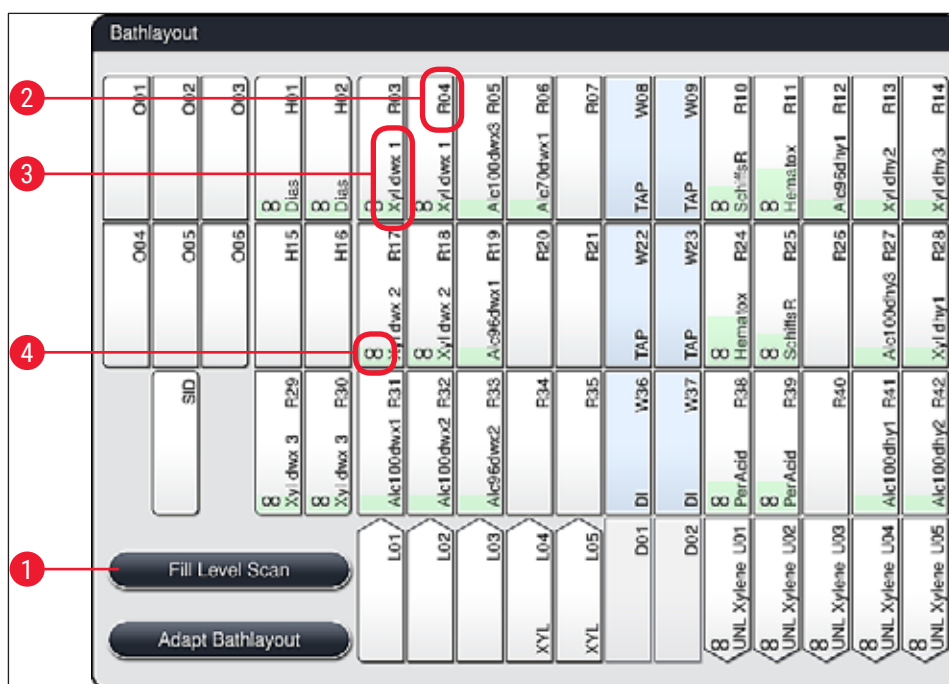 Bathlayout
2
3
4
1
O01
O02
O03
∞
Dias H01
∞
Dias H02
∞
Xyl dwx 1 R03
∞
Xyl dwx 1 R04
Alc100dwx3 R05
Alc70dwx1 R06
R07
TAP W08
TAP W09
∞
SchiffsR R10
∞
Hematox R11
Alc96dhy1 R12
Xyl dhy2 R13
Xyl dhy3 R14
O04
O05
O06
H15
H16
∞
Xyl dwx 2 R17
∞
Xyl dwx 2 R18
Alc96dwx1 R19
R20
R21
TAP W22
TAP W23
∞
Hematox R24
∞
SchiffsR R25
R26
Alc100dhy3 R27
Xyl dhy1 R28
SID
∞
Xyl dwx 3 R29
∞
Xyl dwx 3 R30
Alc100dwx1 R31
Alc100dwx2 R32
Alc96dwx2 R33
R34
R35
DI W36
DI W37
∞
PerAcid R38
∞
PerAcid R39
R40
Alc100dhy1 R41
Alc100dhy2 R42
Fill Level Scan
Adapt Bathlayout
L01
L02
L03
XYL L04
XYL L05
D01
D02
∞
UNL Xylene U01
∞
UNL Xylene U02
∞
UNL Xylene U03
∞
UNL Xylene U04
∞
UNL Xylene U05